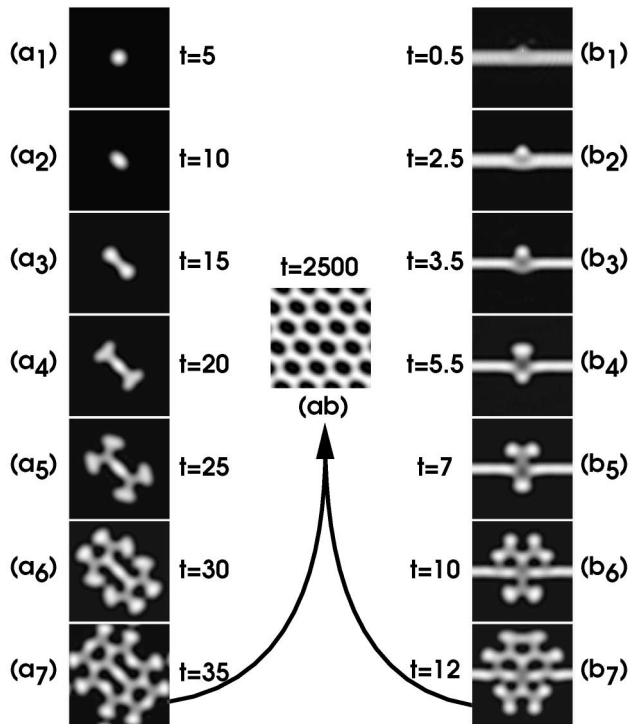 (a1) t=5
(a2) t=10
(a3) t=15
(a4) t=20
(a5) t=25
(a6) t=30
(a7) t=35
t=2500
(ab)
t=0.5 (b1)
t=2.5 (b2)
t=3.5 (b3)
t=5.5 (b4)
t=7 (b5)
t=10 (b6)
t=12 (b7)